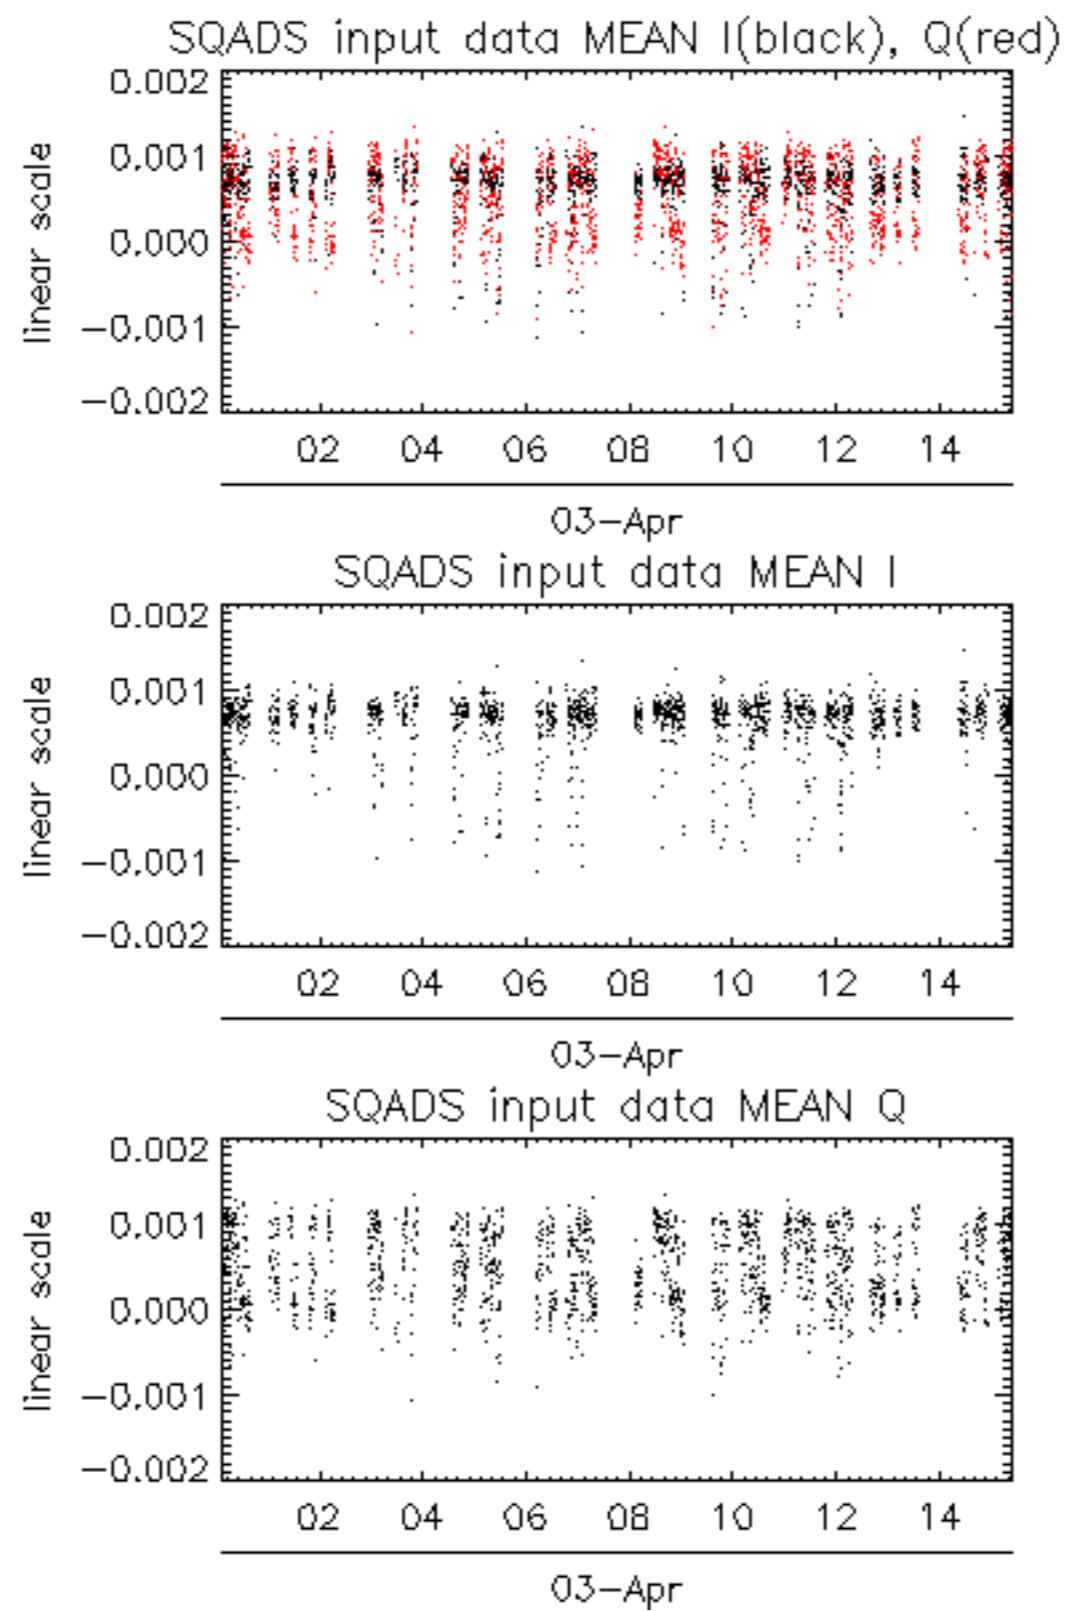 SQADS input data MEAN I(black), Q(red)
0.002
0.001
0.000
−0.001
−0.002
linear scale
02 04 06 08 10 12 14
03−Apr
SQADS input data MEAN I
0.002
0.001
0.000
−0.001
−0.002
linear scale
02 04 06 08 10 12 14
03−Apr
SQADS input data MEAN Q
0.002
0.001
0.000
−0.001
−0.002
linear scale
02 04 06 08 10 12 14
03−Apr